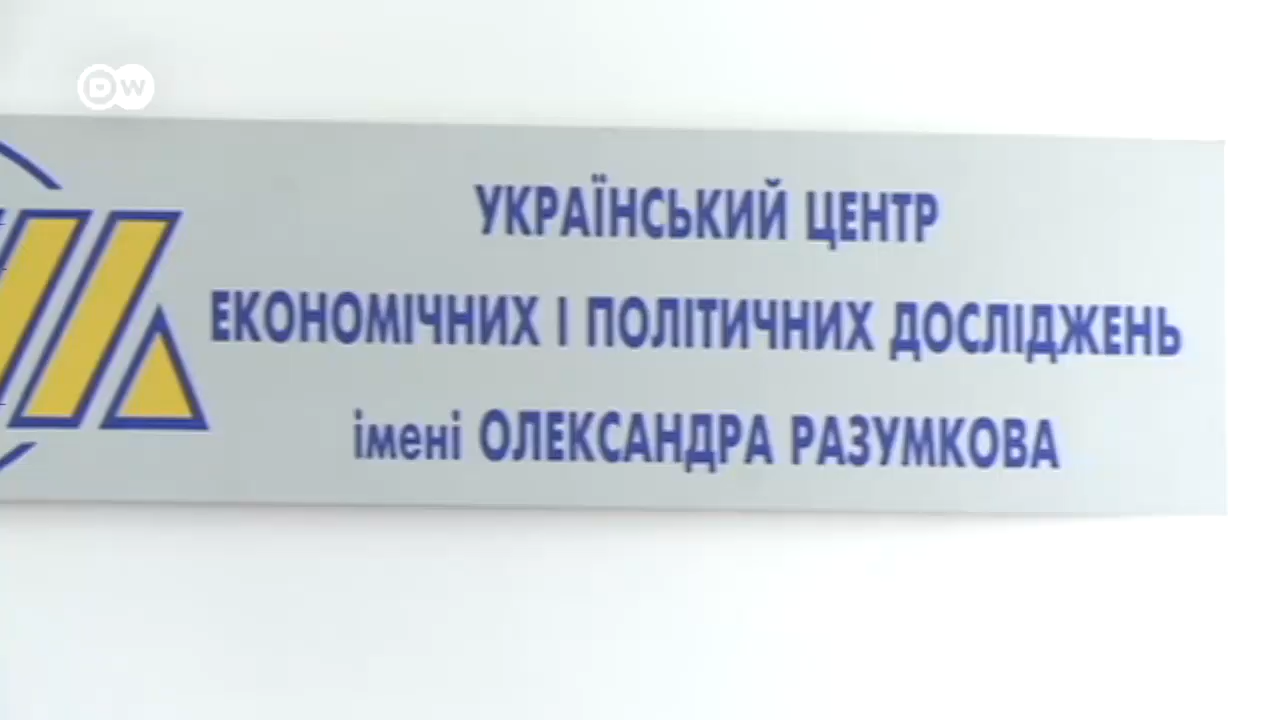 DW
УКРАЇНСЬКИЙ ЦЕНТР
ЕКОНОМІЧНИХ І ПОЛІТИЧНИХ ДОСЛІДЖЕНЬ
імені ОЛЕКСАНДРА РАЗУМКОВА